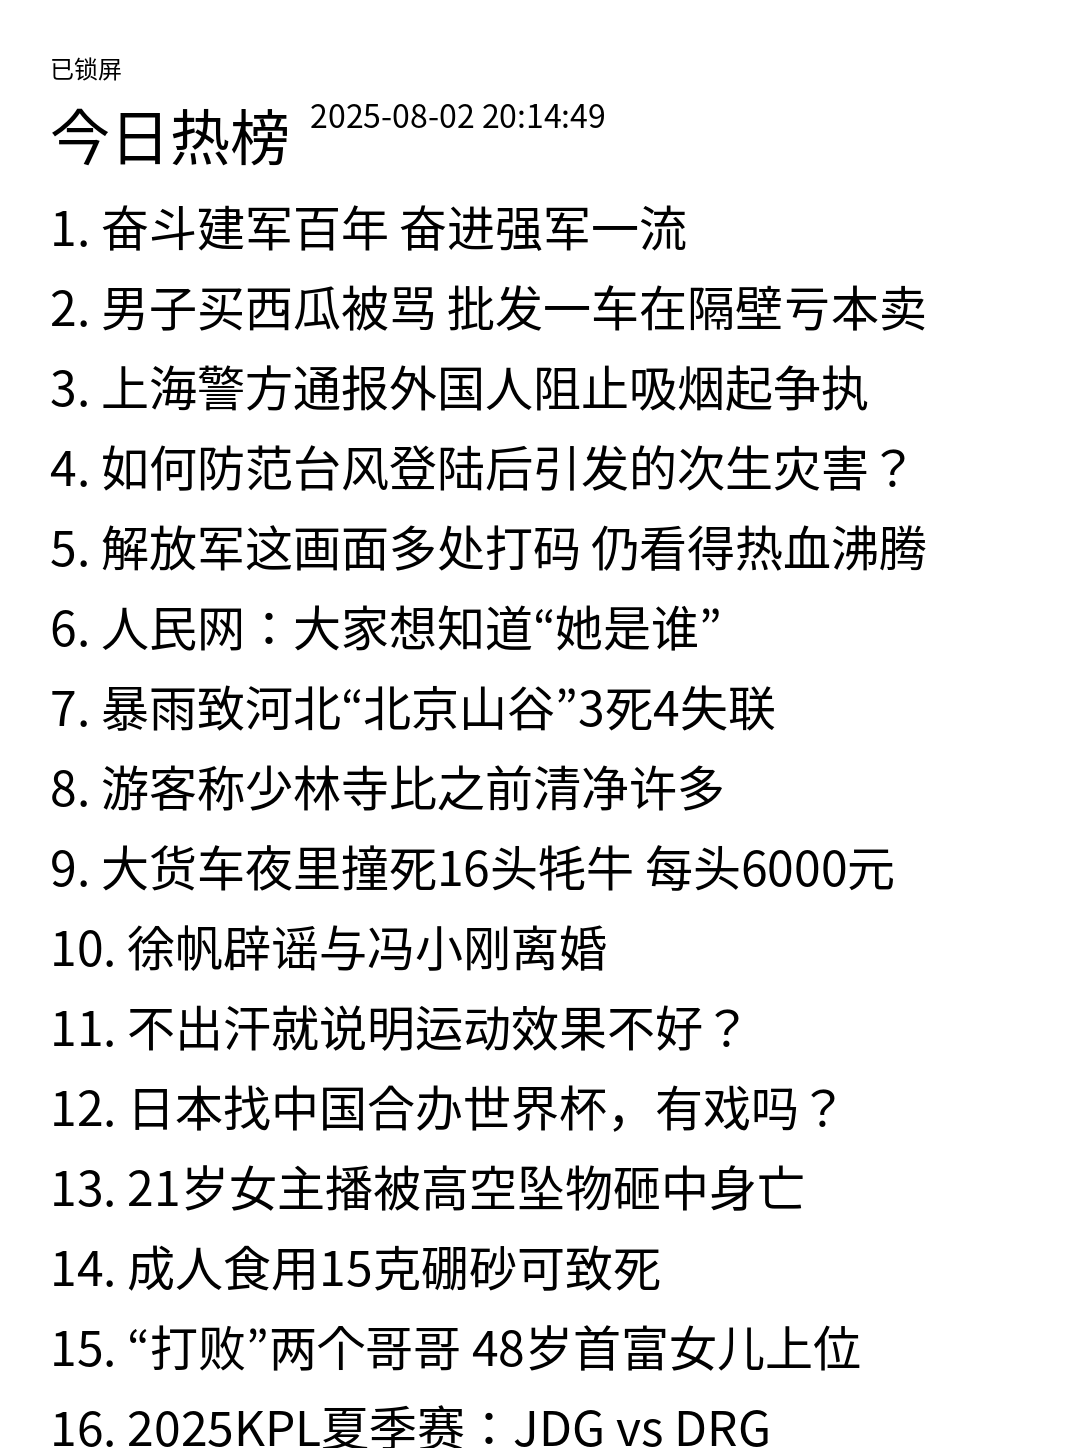 已锁屏
今日热榜 2025-08-02 20:14:49
1. 奋斗建军百年 奋进强军一流
2. 男子买西瓜被骂 批发一车在隔壁亏本卖
3. 上海警方通报外国人阻止吸烟起争执
4. 如何防范台风登陆后引发的次生灾害？
5. 解放军这画面多处打码 仍看得热血沸腾
6. 人民网：大家想知道“她是谁”
7. 暴雨致河北“北京山谷”3死4失联
8. 游客称少林寺比之前清净许多
9. 大货车夜里撞死16头牦牛 每头6000元
10. 徐帆辟谣与冯小刚离婚
11. 不出汗就说明运动效果不好？
12. 日本找中国合办世界杯，有戏吗？
13. 21岁女主播被高空坠物砸中身亡
14. 成人食用15克硼砂可致死
15. “打败”两个哥哥 48岁首富女儿上位
16. 2025KPL夏季赛：JDG vs DRG